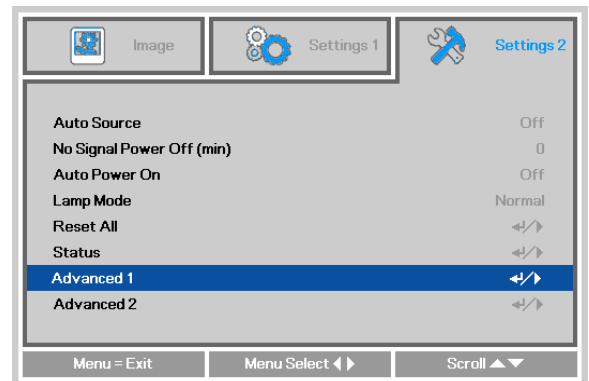 Image Settings 1 Settings 2
Auto Source Off
No Signal Power Off (min) 0
Auto Power On Off
Lamp Mode Normal
Reset All ↵/▶
Status ↵/▶
Advanced 1 ↵/▶
Advanced 2 ↵/▶
Menu = Exit Menu Select ◀▶ Scroll ▲▼